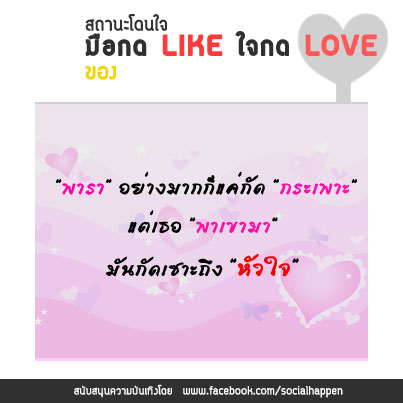 สถานะโดนใจ
มือกด LIKE ใจกด LOVE
ของ
"พารา" อย่างมากก็แค่กัด "กระเพาะ"
แต่เธอ "พาเขามา"
มันกัดเซาะถึง "หัวใจ"
สนับสนุนความบันเทิงโดย www.facebook.com/socialhappen